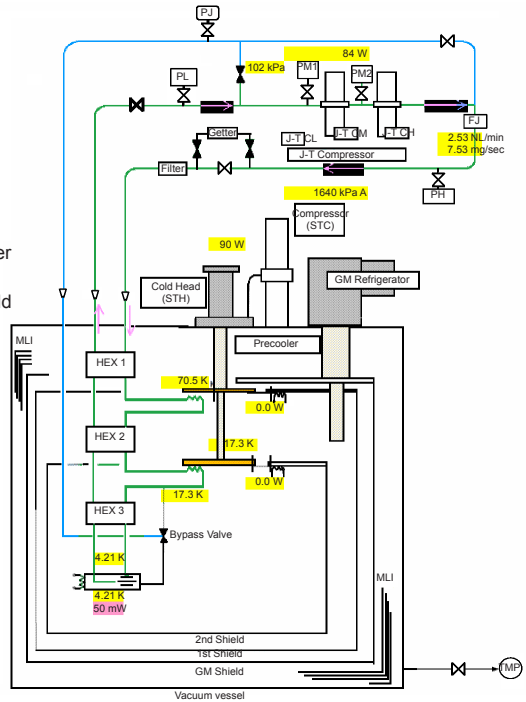 PJ
84 W
102 kPa
PM1
PM2
PL
FJ
Getter
J-T CL
J-T CM
J-T CH
2.53 NL/min
7.53 mg/sec
J-T Compressor
Filter
1640 kPa A
PH
Compressor
(STC)
90 W
er
Cold Head
(STH)
GM Refrigerator
ld
MLI
Precooler
HEX 1
70.5 K
0.0 W
HEX 2
17.3 K
0.0 W
17.3 K
HEX 3
Bypass Valve
4.21 K
4.21 K
50 mW
MLI
2nd Shield
1st Shield
GM Shield
TMP
Vacuum vessel